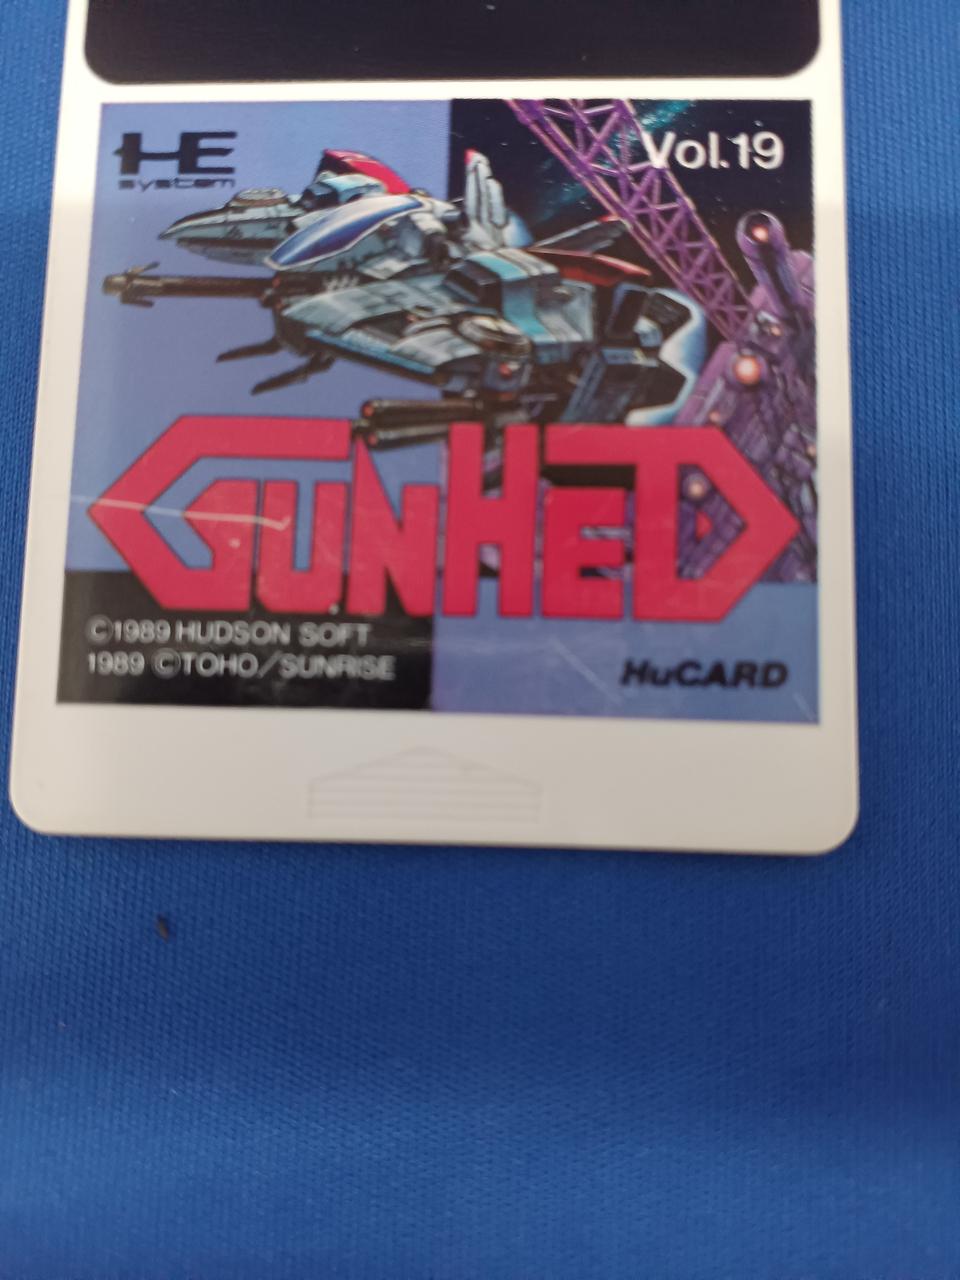 HE
system
Vol.19
GUNHED
©1989 HUDSON SOFT
1989 ©TOHO/SUNRISE
HuCARD